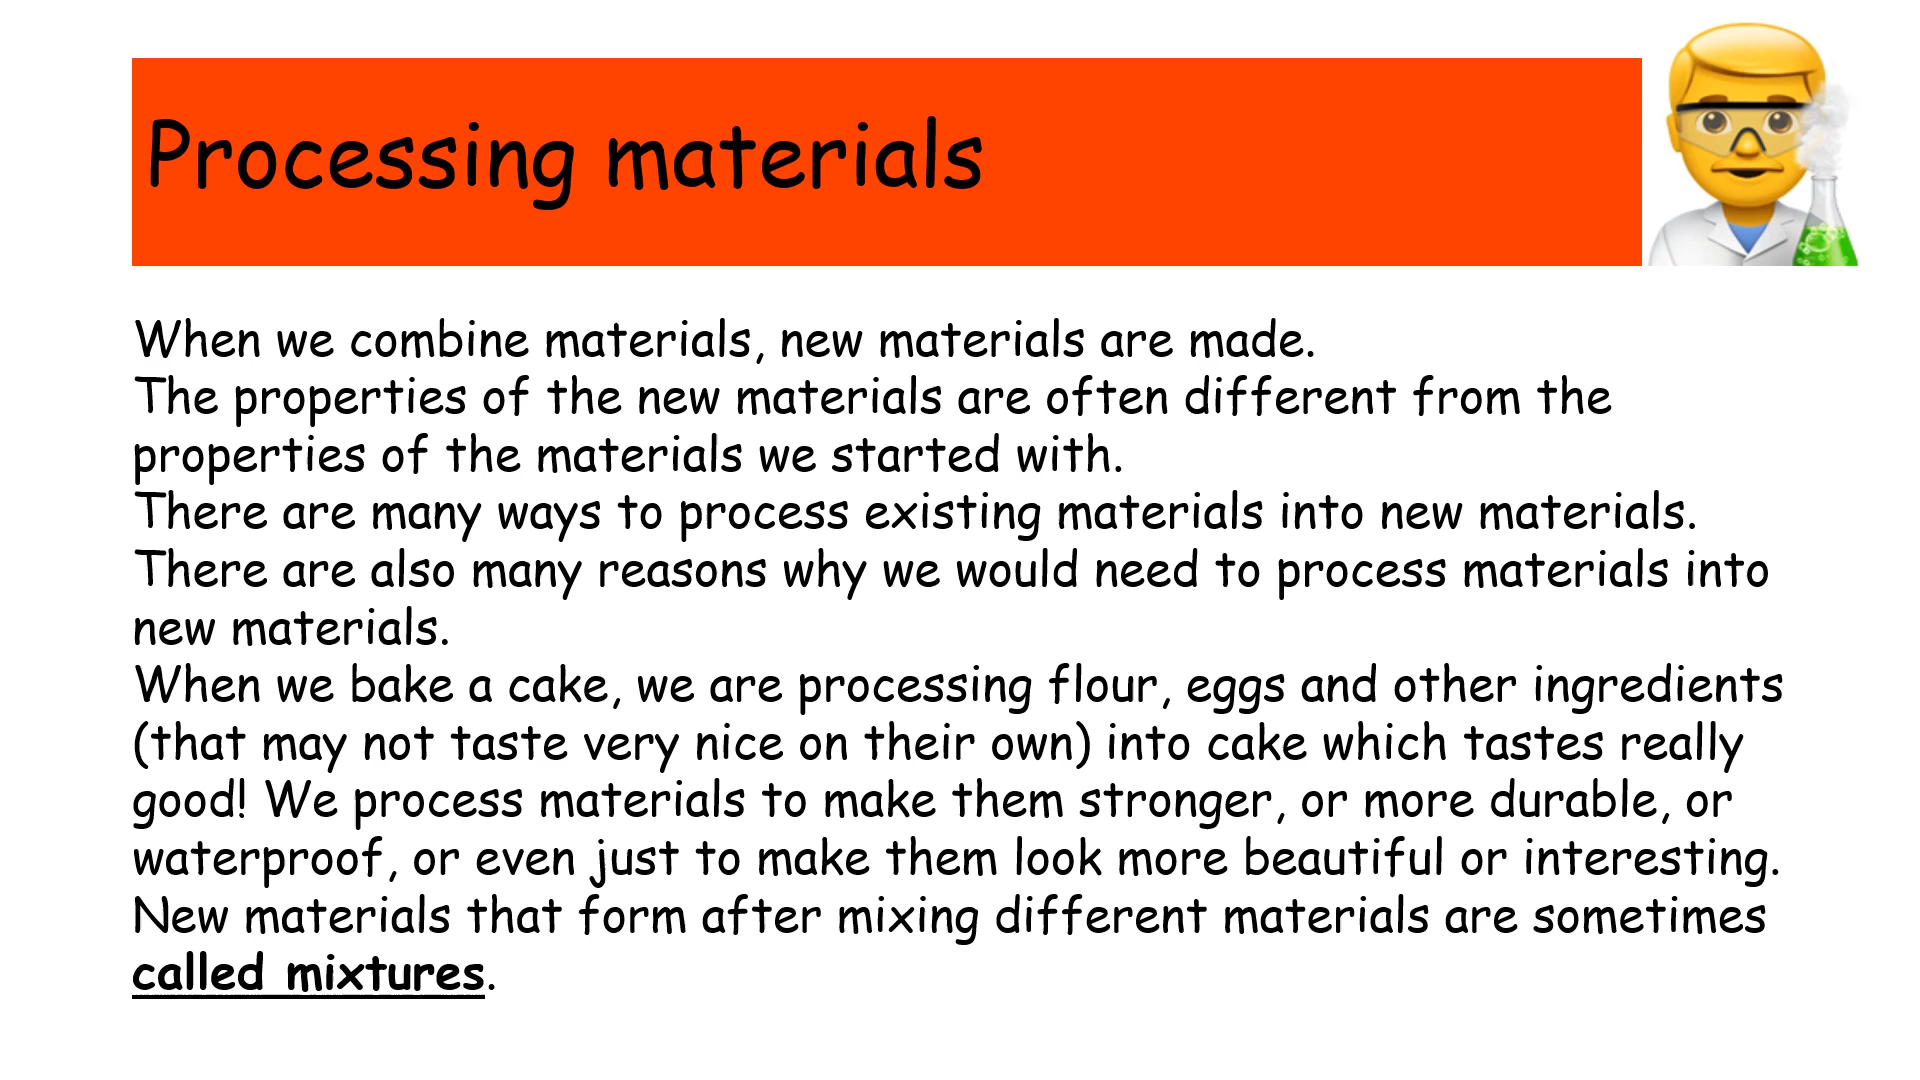 Processing materials
When we combine materials, new materials are made.
The properties of the new materials are often different from the
properties of the materials we started with.
There are many ways to process existing materials into new materials.
There are also many reasons why we would need to process materials into
new materials.
When we bake a cake, we are processing flour, eggs and other ingredients
(that may not taste very nice on their own) into cake which tastes really
good! We process materials to make them stronger, or more durable, or
waterproof, or even just to make them look more beautiful or interesting.
New materials that form after mixing different materials are sometimes
called mixtures.